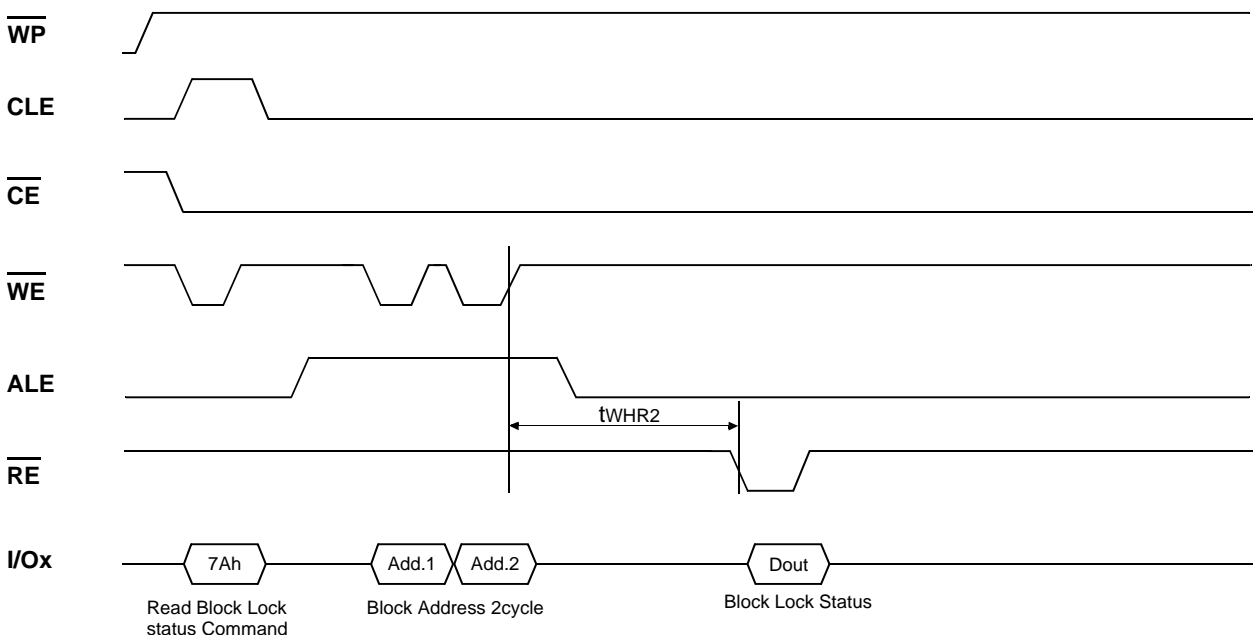 WP
CLE
CE
WE
ALE
tWHR2
RE
I/Ox
7Ah
Add.1
Add.2
Dout
Read Block Lock
status Command
Block Address 2cycle
Block Lock Status